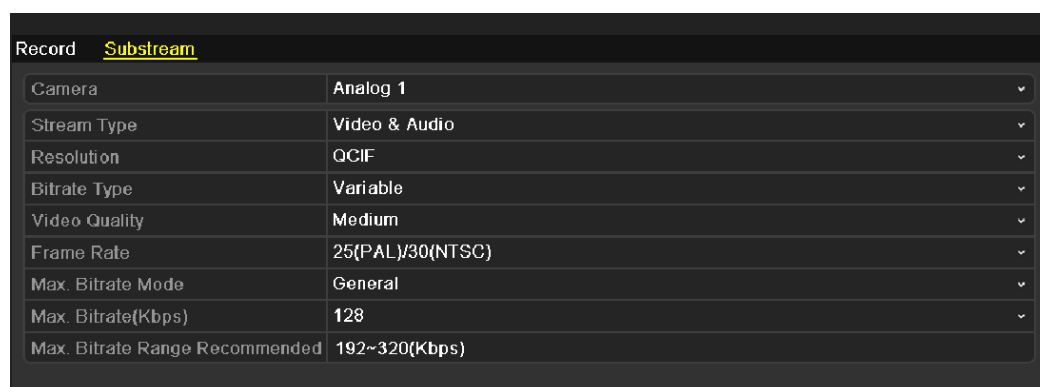 Record Substream
Camera Analog 1
Stream Type Video & Audio
Resolution QCIF
Bitrate Type Variable
Video Quality Medium
Frame Rate 25(PAL)/30(NTSC)
Max. Bitrate Mode General
Max. Bitrate(Kbps) 128
Max. Bitrate Range Recommended 192~320(Kbps)